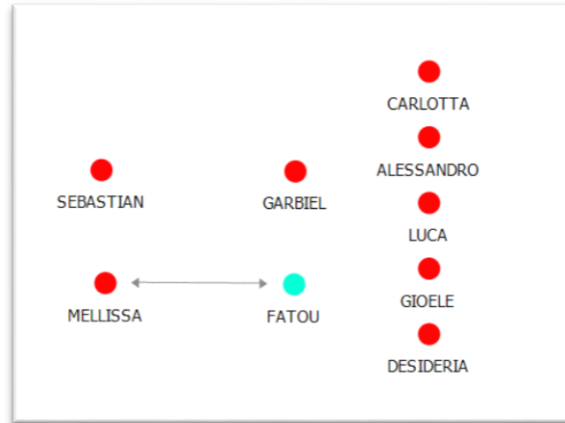 CARLOTTA
ALESSANDRO
SEBASTIAN
GARBIEL
LUCA
GIOELE
MELLISSA
FATOU
DESIDERIA